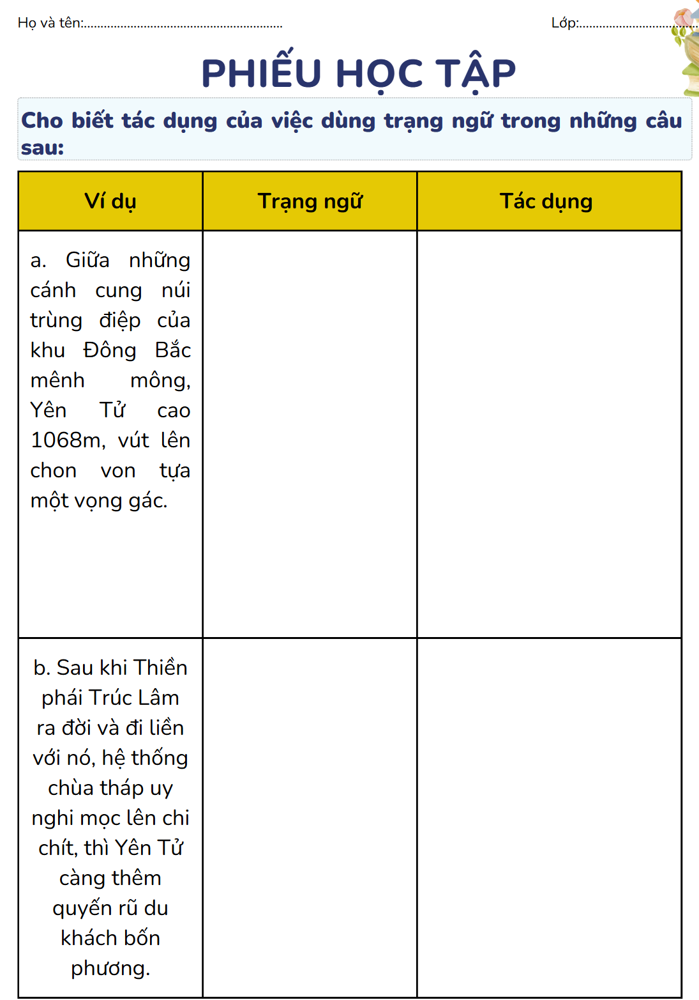 Họ và tên:............................................................ Lớp:....................................
PHIẾU HỌC TẬP
Cho biết tác dụng của việc dùng trạng ngữ trong những câu
sau:
Ví dụ
Trạng ngữ
Tác dụng
a. Giữa những
cánh cung núi
trùng điệp của
khu Đông Bắc
mênh mông,
Yên Tử cao
1068m, vút lên
chon von tựa
một vọng gác.
b. Sau khi Thiền
phái Trúc Lâm
ra đời và đi liền
với nó, hệ thống
chùa tháp uy
nghi mọc lên chi
chít, thì Yên Tử
càng thêm
quyến rũ du
khách bốn
phương.